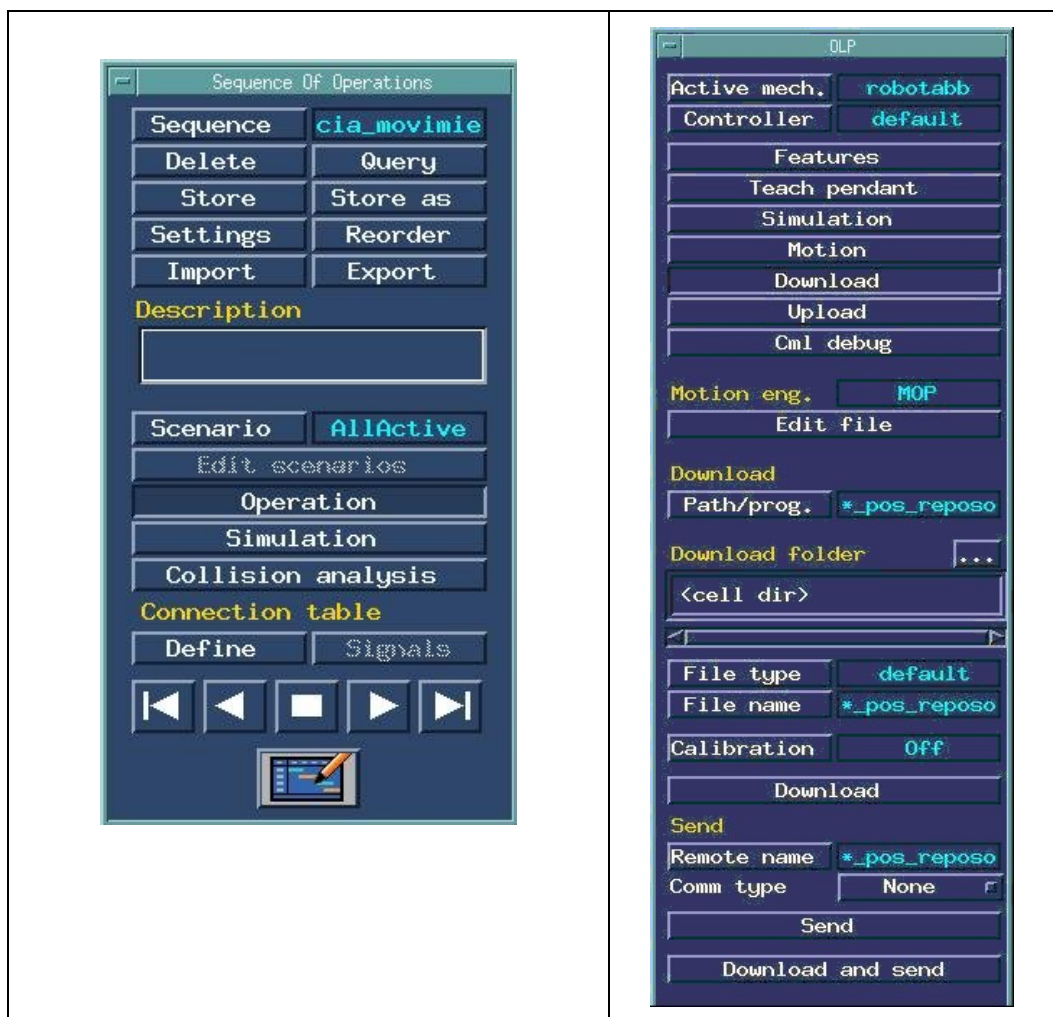 Sequence Of Operations
Sequence cia_movimie
Delete Query
Store Store as
Settings Reorder
Import Export
Description
Scenario AllActive
Edit scenarios
Operation
Simulation
Collision analysis
Connection table
Define Signals
OLP
Active mech. robotabb
Controller default
Features
Teach pendant
Simulation
Motion
Download
Upload
Cml debug
Motion eng. MOP
Edit file
Download
Path/prog. *_pos_reposo
Download folder ...
<cell dir>
File type default
File name *_pos_reposo
Calibration Off
Download
Send
Remote name *_pos_reposo
Comm type None
Send
Download and send